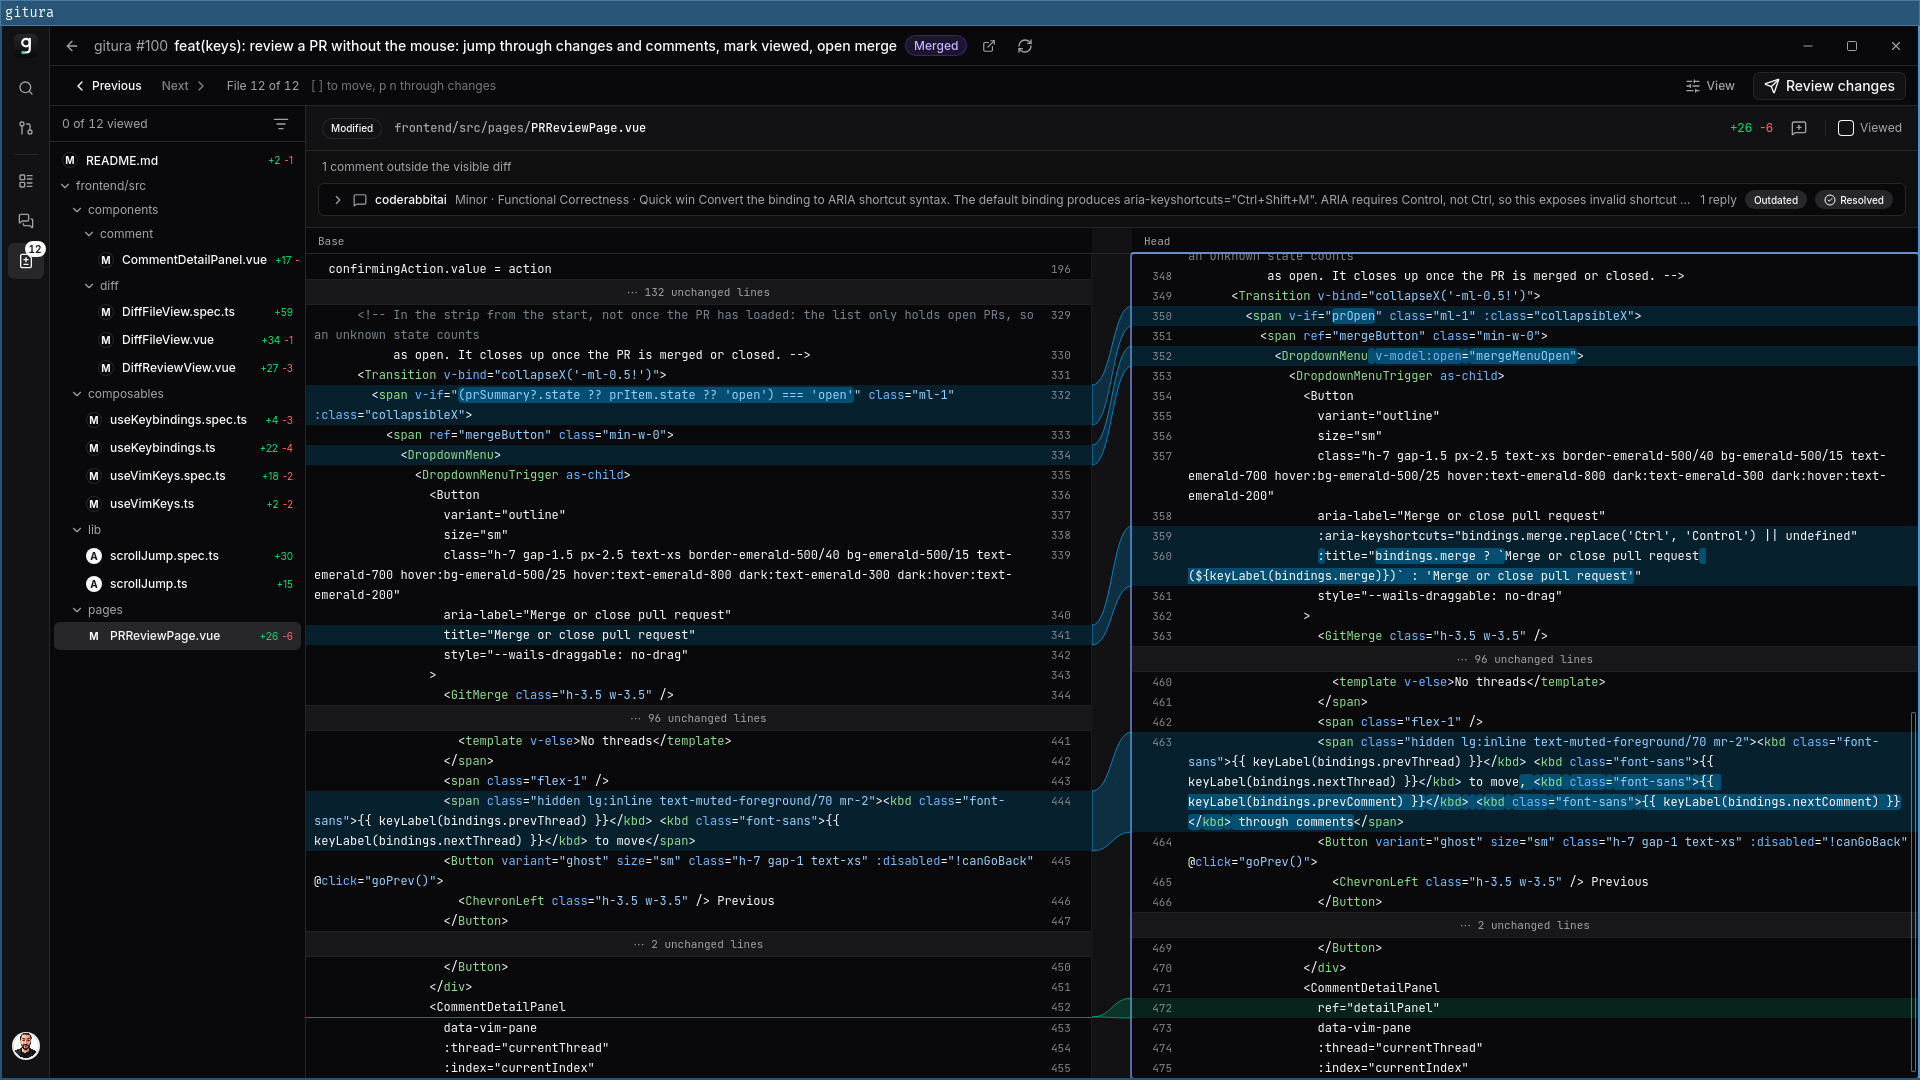 gitura
g
gitura #100 feat(keys): review a PR without the mouse: jump through changes and comments, mark viewed, open merge Merged
Previous Next File 12 of 12 [ ] to move, p n through changes View Review changes
0 of 12 viewed
12
M README.md +2 -1
frontend/src
components
comment
M CommentDetailPanel.vue +17 -
diff
M DiffFileView.spec.ts +59
M DiffFileView.vue +34 -1
M DiffReviewView.vue +27 -3
composables
M useKeybindings.spec.ts +4 -3
M useKeybindings.ts +22 -4
M useVimKeys.spec.ts +18 -2
M useVimKeys.ts +2 -2
lib
A scrollJump.spec.ts +30
A scrollJump.ts +15
pages
M PRReviewPage.vue +26 -6
Modified frontend/src/pages/PRReviewPage.vue +26 -6 Viewed
1 comment outside the visible diff
coderabbitai Minor · Functional Correctness · Quick win Convert the binding to ARIA shortcut syntax. The default binding produces aria-keyshortcuts="Ctrl+Shift+M". ARIA requires Control, not Ctrl, so this exposes invalid shortcut ... 1 reply Outdated Resolved
Base
confirmingAction.value = action 196
··· 132 unchanged lines
<!-- In the strip from the start, not once the PR has loaded: the list only holds open PRs, so 329
an unknown state counts
as open. It closes up once the PR is merged or closed. --> 330
<Transition v-bind="collapseX('-ml-0.5!')"> 331
<span v-if="(prSummary?.state ?? prItem.state ?? 'open') === 'open'" class="ml-1" 332
:class="collapsibleX">
<span ref="mergeButton" class="min-w-0"> 333
<DropdownMenu> 334
<DropdownMenuTrigger as-child> 335
<Button 336
variant="outline" 337
size="sm" 338
class="h-7 gap-1.5 px-2.5 text-xs border-emerald-500/40 bg-emerald-500/15 text- 339
emerald-700 hover:bg-emerald-500/25 hover:text-emerald-800 dark:text-emerald-300 dark:hover:text-
emerald-200"
aria-label="Merge or close pull request" 340
title="Merge or close pull request" 341
style="--wails-draggable: no-drag" 342
> 343
<GitMerge class="h-3.5 w-3.5" /> 344
··· 96 unchanged lines
<template v-else>No threads</template> 441
</span> 442
<span class="flex-1" /> 443
<span class="hidden lg:inline text-muted-foreground/70 mr-2"><kbd class="font- 444
sans">{{ keyLabel(bindings.prevThread) }}</kbd> <kbd class="font-sans">{{
keyLabel(bindings.nextThread) }}</kbd> to move</span>
<Button variant="ghost" size="sm" class="h-7 gap-1 text-xs" :disabled="!canGoBack" 445
@click="goPrev()">
<ChevronLeft class="h-3.5 w-3.5" /> Previous 446
</Button> 447
··· 2 unchanged lines
</Button> 450
</div> 451
<CommentDetailPanel 452
data-vim-pane 453
:thread="currentThread" 454
:index="currentIndex" 455
Head
an unknown state counts
348 as open. It closes up once the PR is merged or closed. -->
349 <Transition v-bind="collapseX('-ml-0.5!')">
350 <span v-if="prOpen" class="ml-1" :class="collapsibleX">
351 <span ref="mergeButton" class="min-w-0">
352 <DropdownMenu v-model:open="mergeMenuOpen">
353 <DropdownMenuTrigger as-child>
354 <Button
355 variant="outline"
356 size="sm"
357 class="h-7 gap-1.5 px-2.5 text-xs border-emerald-500/40 bg-emerald-500/15 text-
emerald-700 hover:bg-emerald-500/25 hover:text-emerald-800 dark:text-emerald-300 dark:hover:text-
emerald-200"
358 aria-label="Merge or close pull request"
359 :aria-keyshortcuts="bindings.merge.replace('Ctrl', 'Control') || undefined"
360 :title="bindings.merge ? `Merge or close pull request
(${keyLabel(bindings.merge)})` : 'Merge or close pull request'"
361 style="--wails-draggable: no-drag"
362 >
363 <GitMerge class="h-3.5 w-3.5" />
··· 96 unchanged lines
460 <template v-else>No threads</template>
461 </span>
462 <span class="flex-1" />
463 <span class="hidden lg:inline text-muted-foreground/70 mr-2"><kbd class="font-
sans">{{ keyLabel(bindings.prevThread) }}</kbd> <kbd class="font-sans">{{
keyLabel(bindings.nextThread) }}</kbd> to move, <kbd class="font-sans">{{
keyLabel(bindings.prevComment) }}</kbd> <kbd class="font-sans">{{ keyLabel(bindings.nextComment) }}
</kbd> through comments</span>
464 <Button variant="ghost" size="sm" class="h-7 gap-1 text-xs" :disabled="!canGoBack"
@click="goPrev()">
465 <ChevronLeft class="h-3.5 w-3.5" /> Previous
466 </Button>
··· 2 unchanged lines
469 </Button>
470 </div>
471 <CommentDetailPanel
472 ref="detailPanel"
473 data-vim-pane
474 :thread="currentThread"
475 :index="currentIndex"